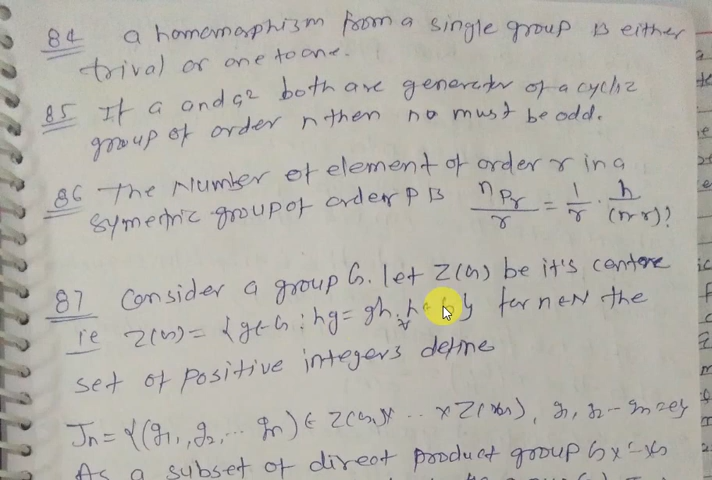 84 a homomorphism from a single group is either
trival or one to one.
85 If a and a² both are generator of a cyclic
group of order n then no must be odd.
86 The Number of element of order r in a
symetric group of order P is nPr/r = 1/r · n/(n-r)!
87 Consider a group G. let Z(G) be it's centre
ie Z(G) = {g∈G : hg = gh, for n∈N the
set of positive integers define
Jn = {(g1, g2, ... gn) ∈ Z(G)× ... ×Z(G), g1, g2 - gn = e}
As a subset of direct product group G×-×G